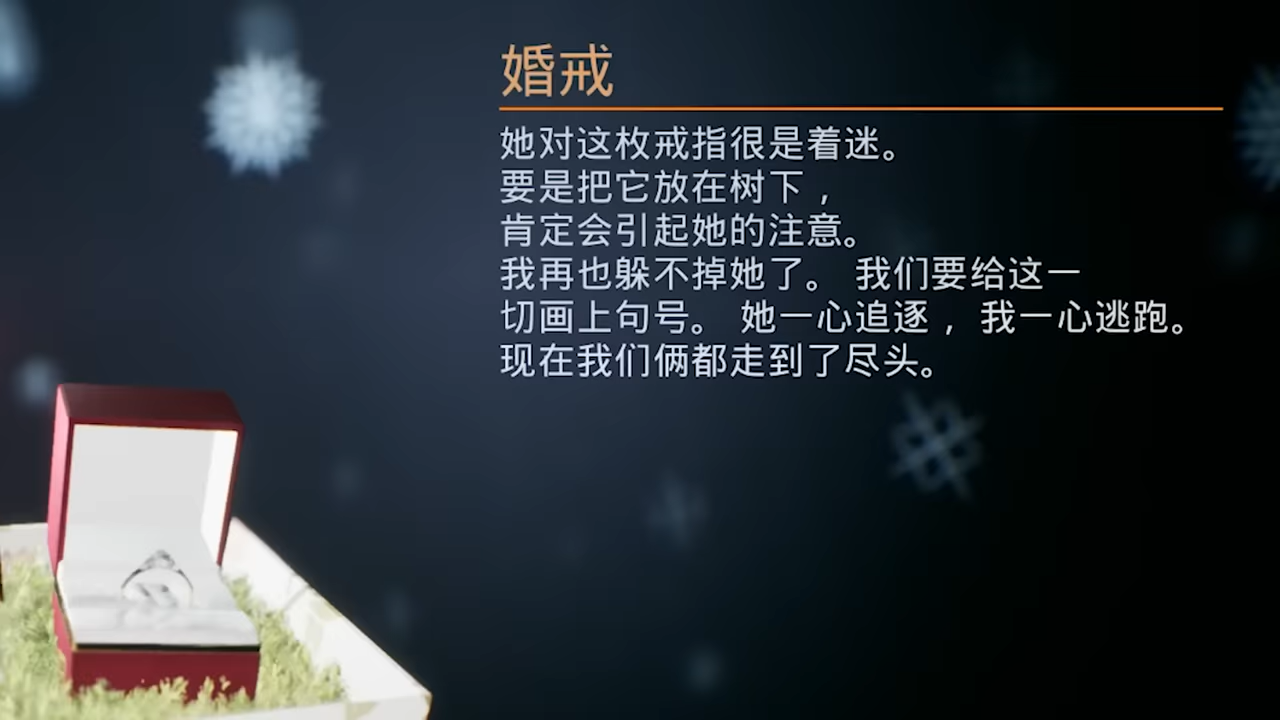 婚戒
她对这枚戒指很是着迷。
要是把它放在树下，
肯定会引起她的注意。
我再也躲不掉她了。 我们要给这一
切画上句号。 她一心追逐， 我一心逃跑。
现在我们俩都走到了尽头。